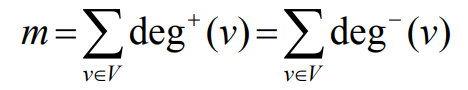 m = ∑_{v∈V} deg⁺(v) = ∑_{v∈V} deg⁻(v)